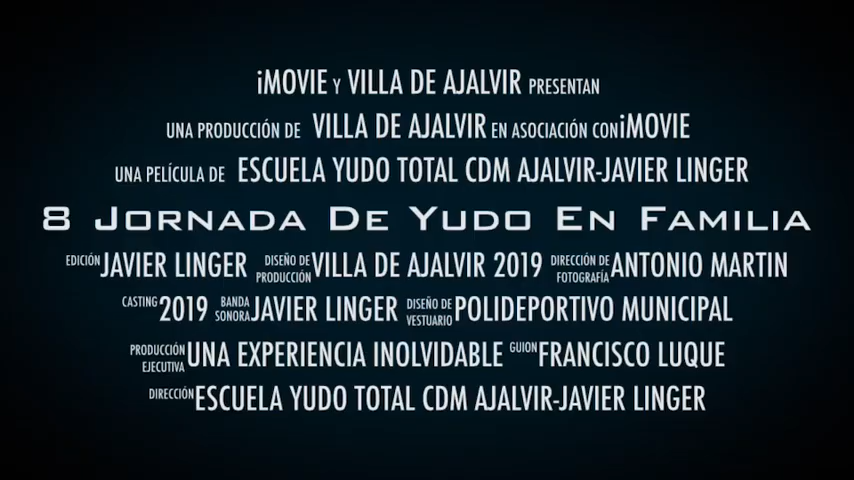 iMOVIE Y VILLA DE AJALVIR PRESENTAN
UNA PRODUCCIÓN DE VILLA DE AJALVIR EN ASOCIACIÓN CON iMOVIE
UNA PELÍCULA DE ESCUELA YUDO TOTAL CDM AJALVIR-JAVIER LINGER
8 JORNADA DE YUDO EN FAMILIA
EDICIÓN JAVIER LINGER DISEÑO DE PRODUCCIÓN VILLA DE AJALVIR 2019 DIRECCIÓN DE FOTOGRAFÍA ANTONIO MARTIN
CASTING 2019 BANDA SONORA JAVIER LINGER DISEÑO DE VESTUARIO POLIDEPORTIVO MUNICIPAL
PRODUCCIÓN EJECUTIVA UNA EXPERIENCIA INOLVIDABLE GUION FRANCISCO LUQUE
DIRECCIÓN ESCUELA YUDO TOTAL CDM AJALVIR-JAVIER LINGER